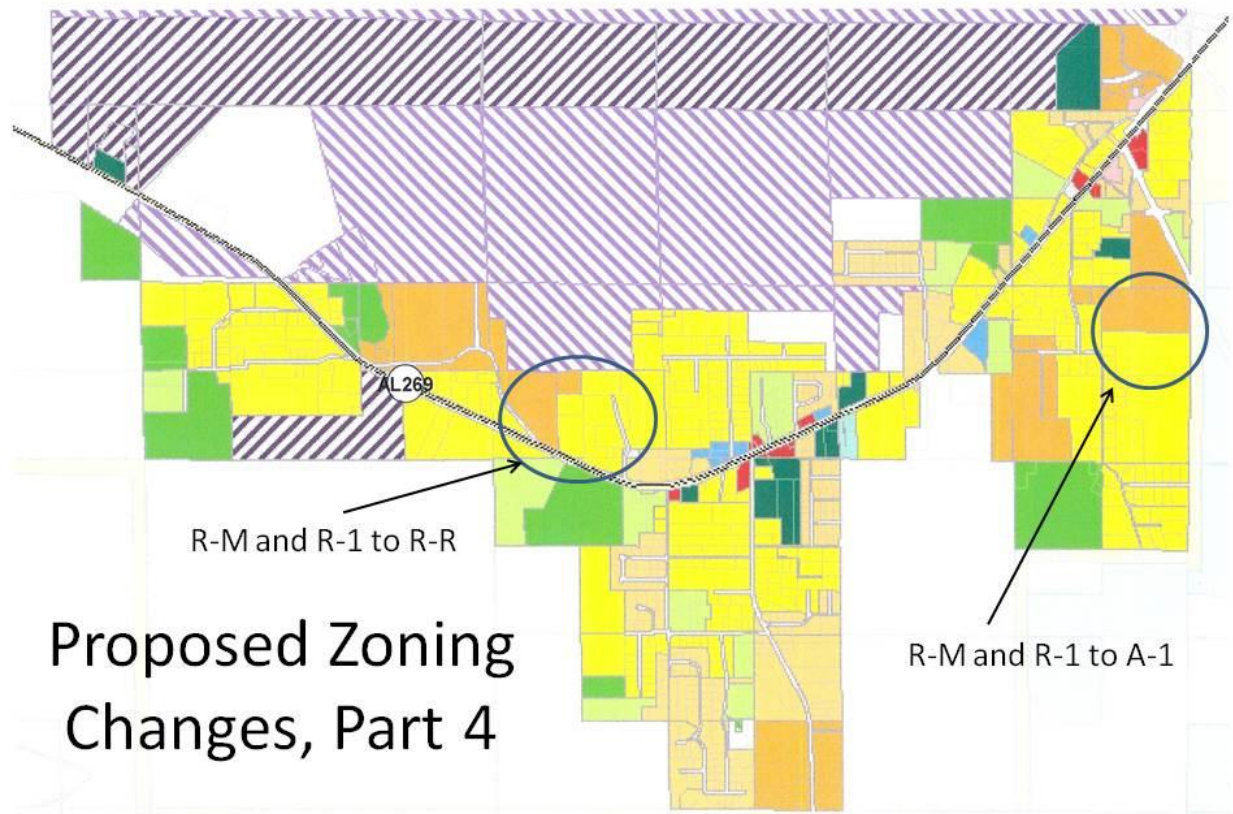 AL269
R-M and R-1 to R-R
R-M and R-1 to A-1
Proposed Zoning
Changes, Part 4